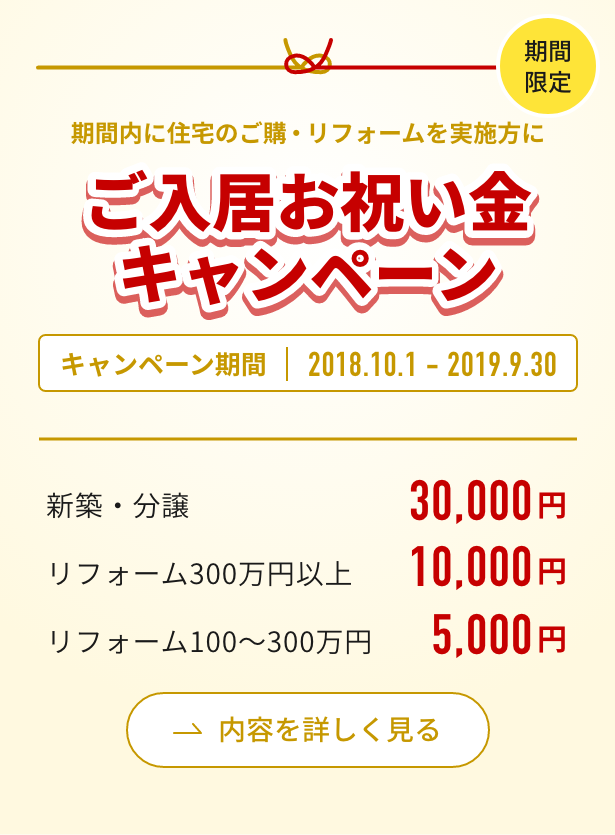 期間
限定
期間内に住宅のご購・リフォームを実施方に
ご入居お祝い金
キャンペーン
キャンペーン期間 2018.10.1 – 2019.9.30
新築・分譲 30,000円
リフォーム300万円以上 10,000円
リフォーム100〜300万円 5,000円
内容を詳しく見る